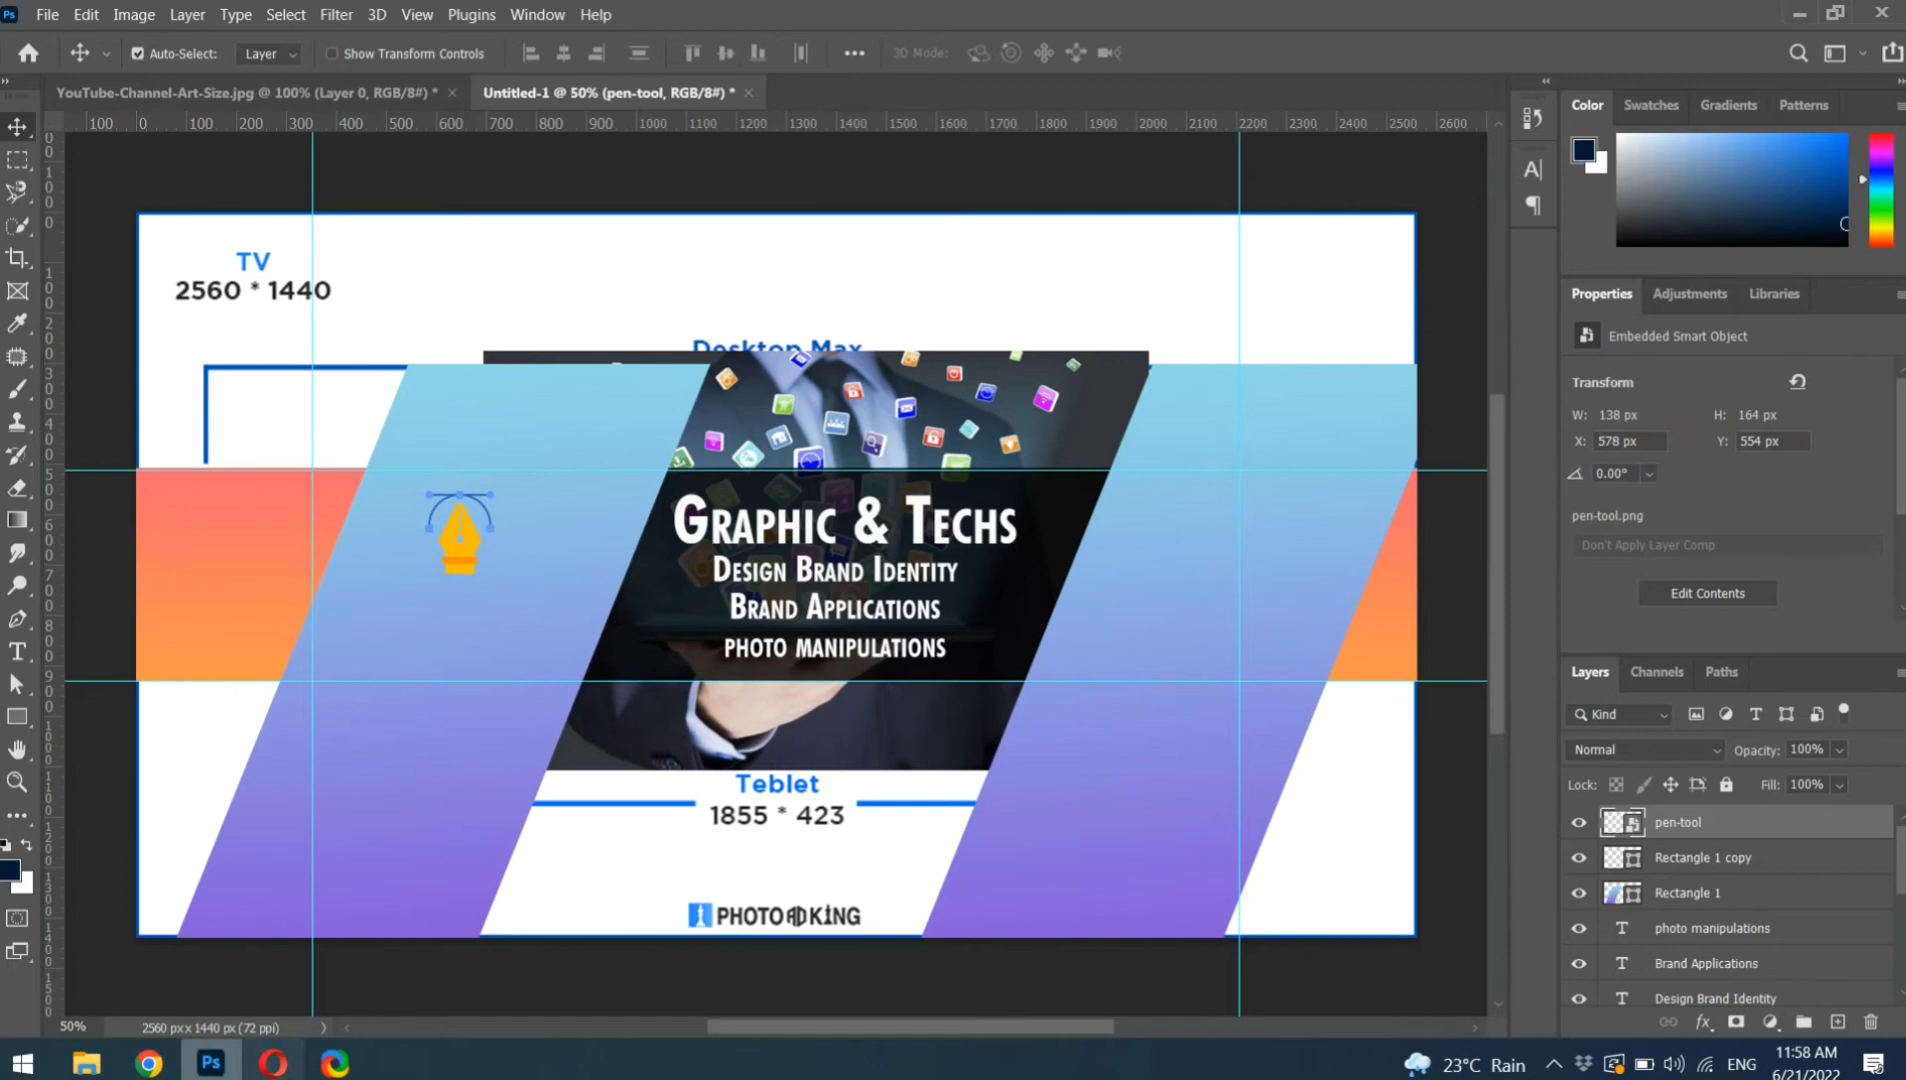 Ps File Edit Image Layer Type Select Filter 3D View Plugins Window Help
Auto-Select: Layer Show Transform Controls 3D Mode:
YouTube-Channel-Art-Size.jpg @ 100% (Layer 0, RGB/8#) * Untitled-1 @ 50% (pen-tool, RGB/8#) *
100 0 100 200 300 400 500 600 700 800 900 1000 1100 1200 1300 1400 1500 1600 1700 1800 1900 2000 2100 2200 2300 2400 2500 2600
TV
2560 * 1440
Desktop Max
Graphic & Techs
Design Brand Identity
Brand Applications
photo manipulations
Teblet
1855 * 423
PHOTO KING
50% 2560 px x 1440 px (72 ppi)
Color Swatches Gradients Patterns
Properties Adjustments Libraries
Embedded Smart Object
Transform
W: 138 px H: 164 px
X: 578 px Y: 554 px
0.00°
pen-tool.png
Don't Apply Layer Comp
Edit Contents
Layers Channels Paths
Kind
Normal Opacity: 100%
Lock: Fill: 100%
pen-tool
Rectangle 1 copy
Rectangle 1
photo manipulations
Brand Applications
Design Brand Identity
fx
Ps 23°C Rain ENG 11:58 AM
6/21/2022